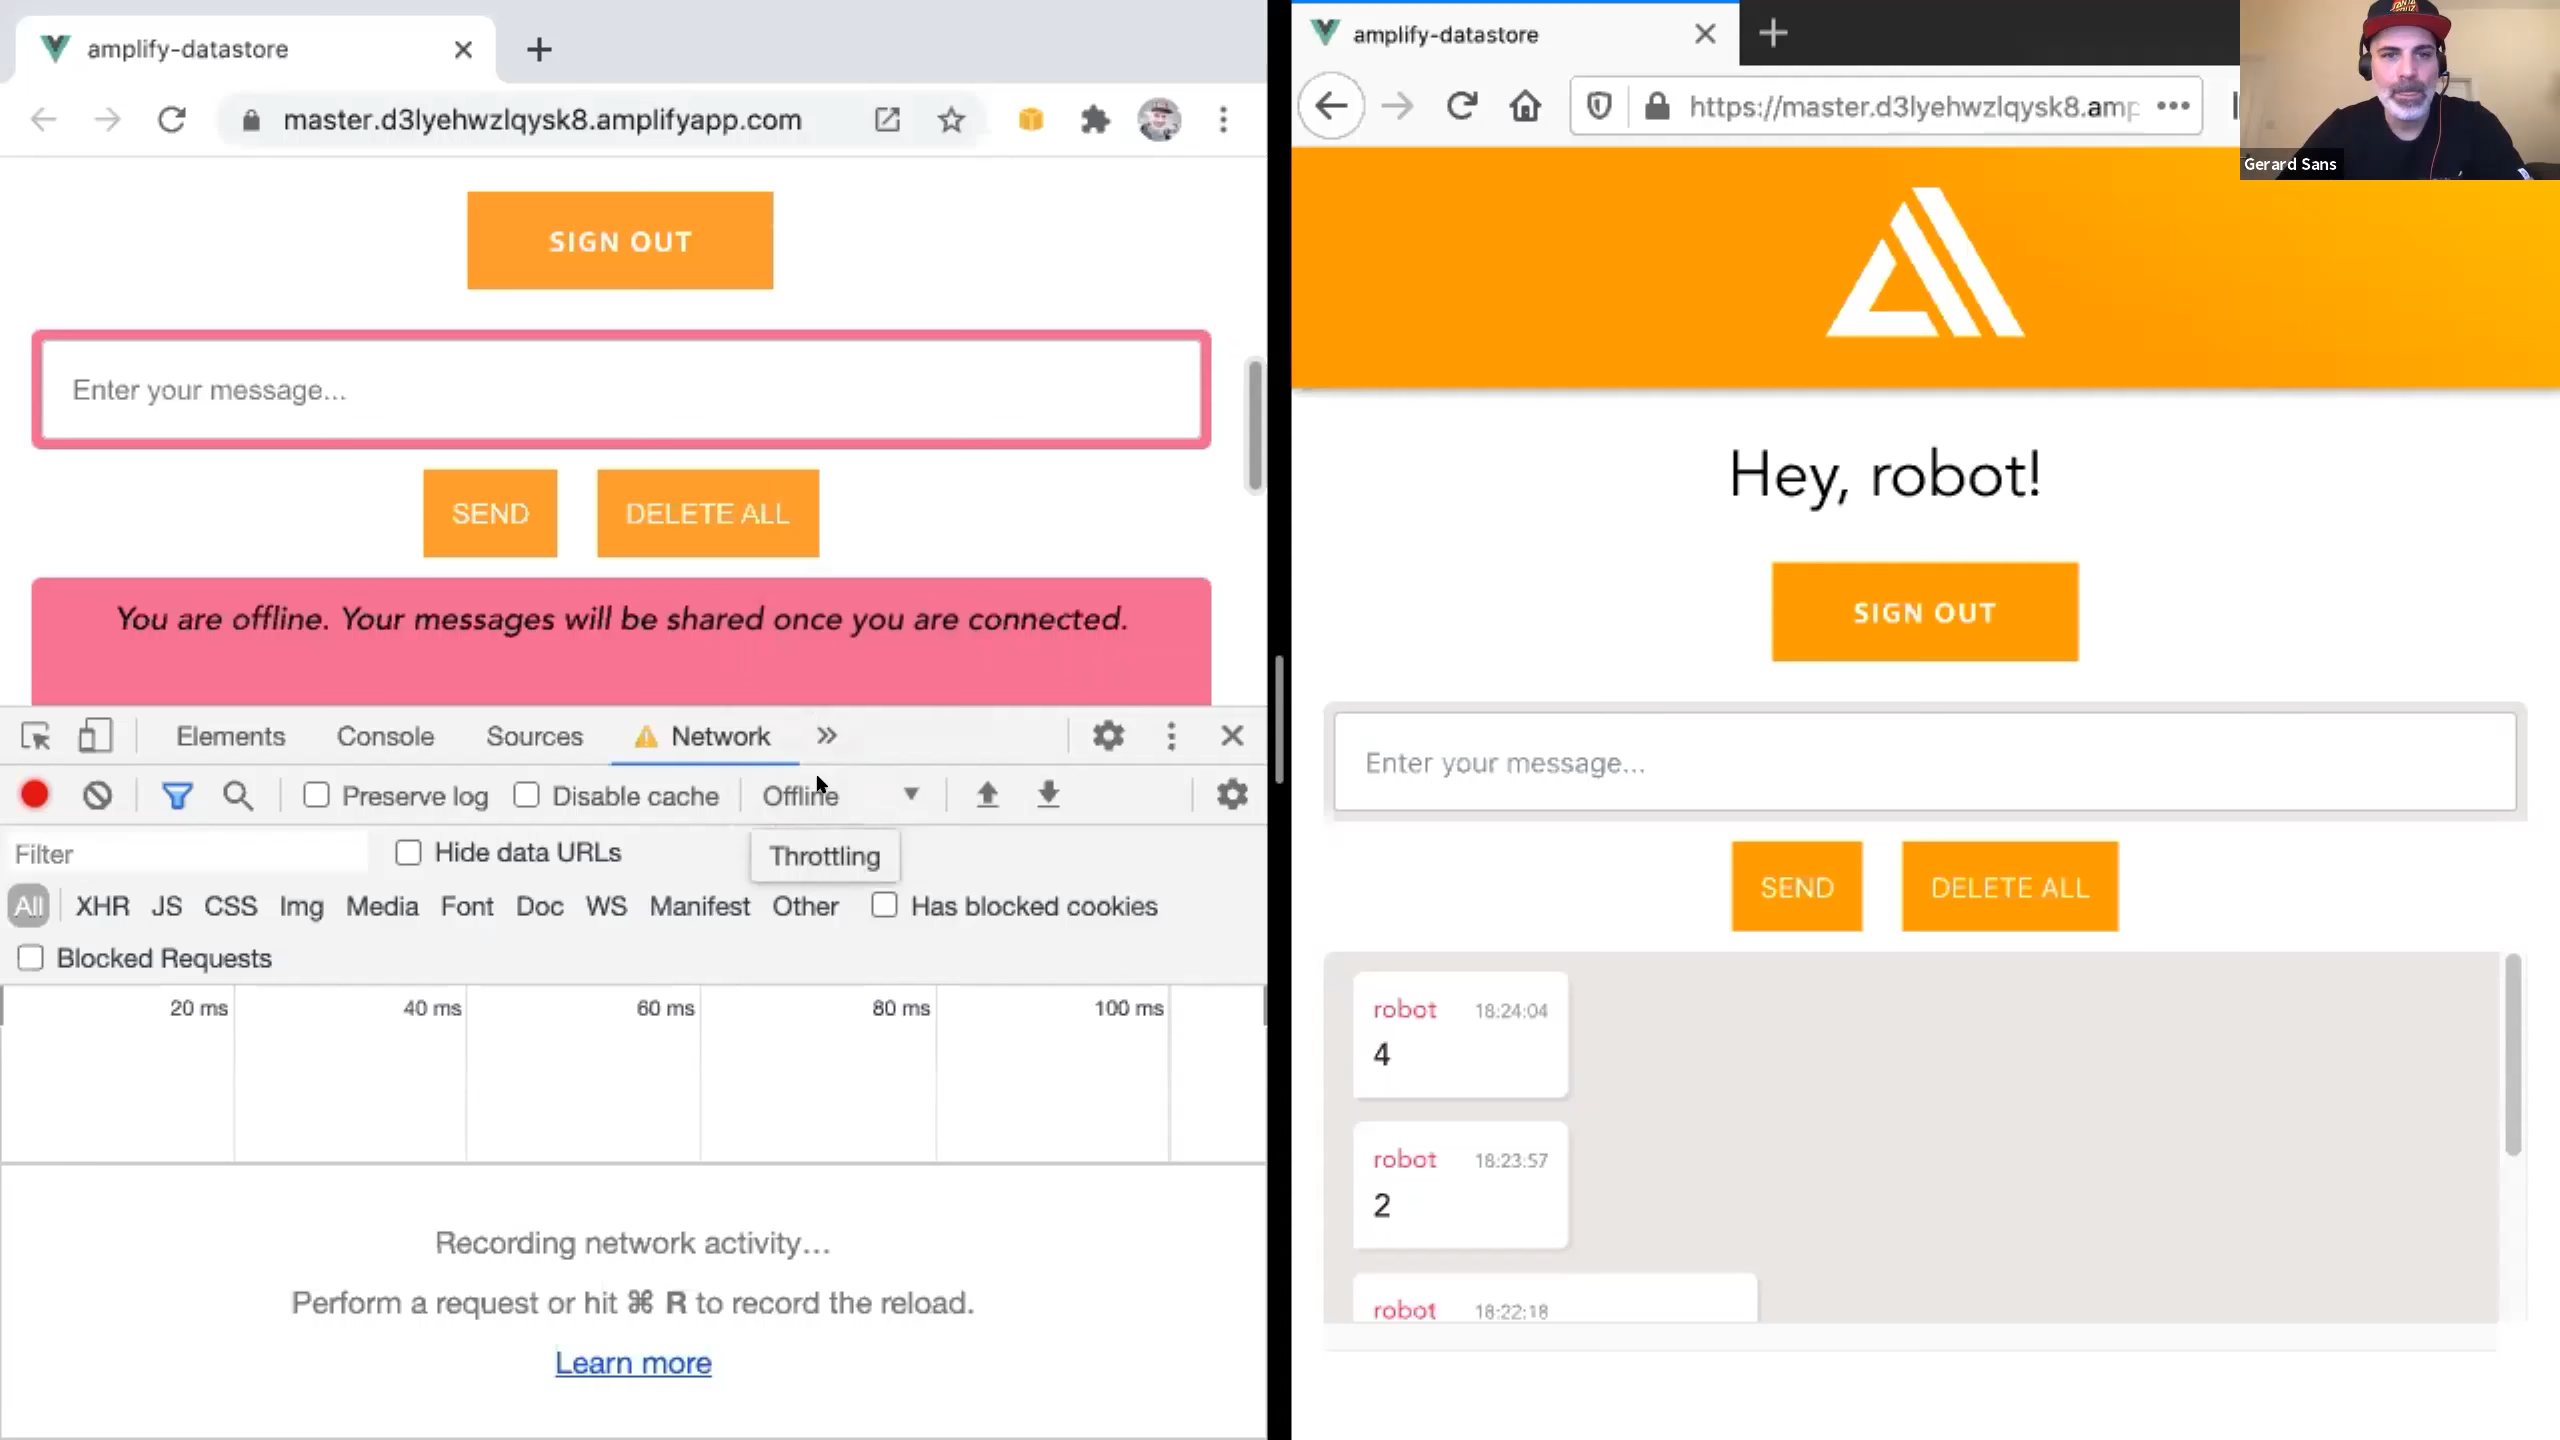 amplify-datastore
master.d3lyehwzlqysk8.amplifyapp.com
SIGN OUT
Enter your message...
SEND DELETE ALL
You are offline. Your messages will be shared once you are connected.
Elements Console Sources Network
Preserve log Disable cache Offline
Filter Hide data URLs Throttling
All XHR JS CSS Img Media Font Doc WS Manifest Other Has blocked cookies
Blocked Requests
20 ms 40 ms 60 ms 80 ms 100 ms
Recording network activity...
Perform a request or hit ⌘ R to record the reload.
Learn more
amplify-datastore
https://master.d3lyehwzlqysk8.amp
Gerard Sans
Hey, robot!
SIGN OUT
Enter your message...
SEND DELETE ALL
robot 18:24:04
4
robot 18:23:57
2
robot 18:22:18